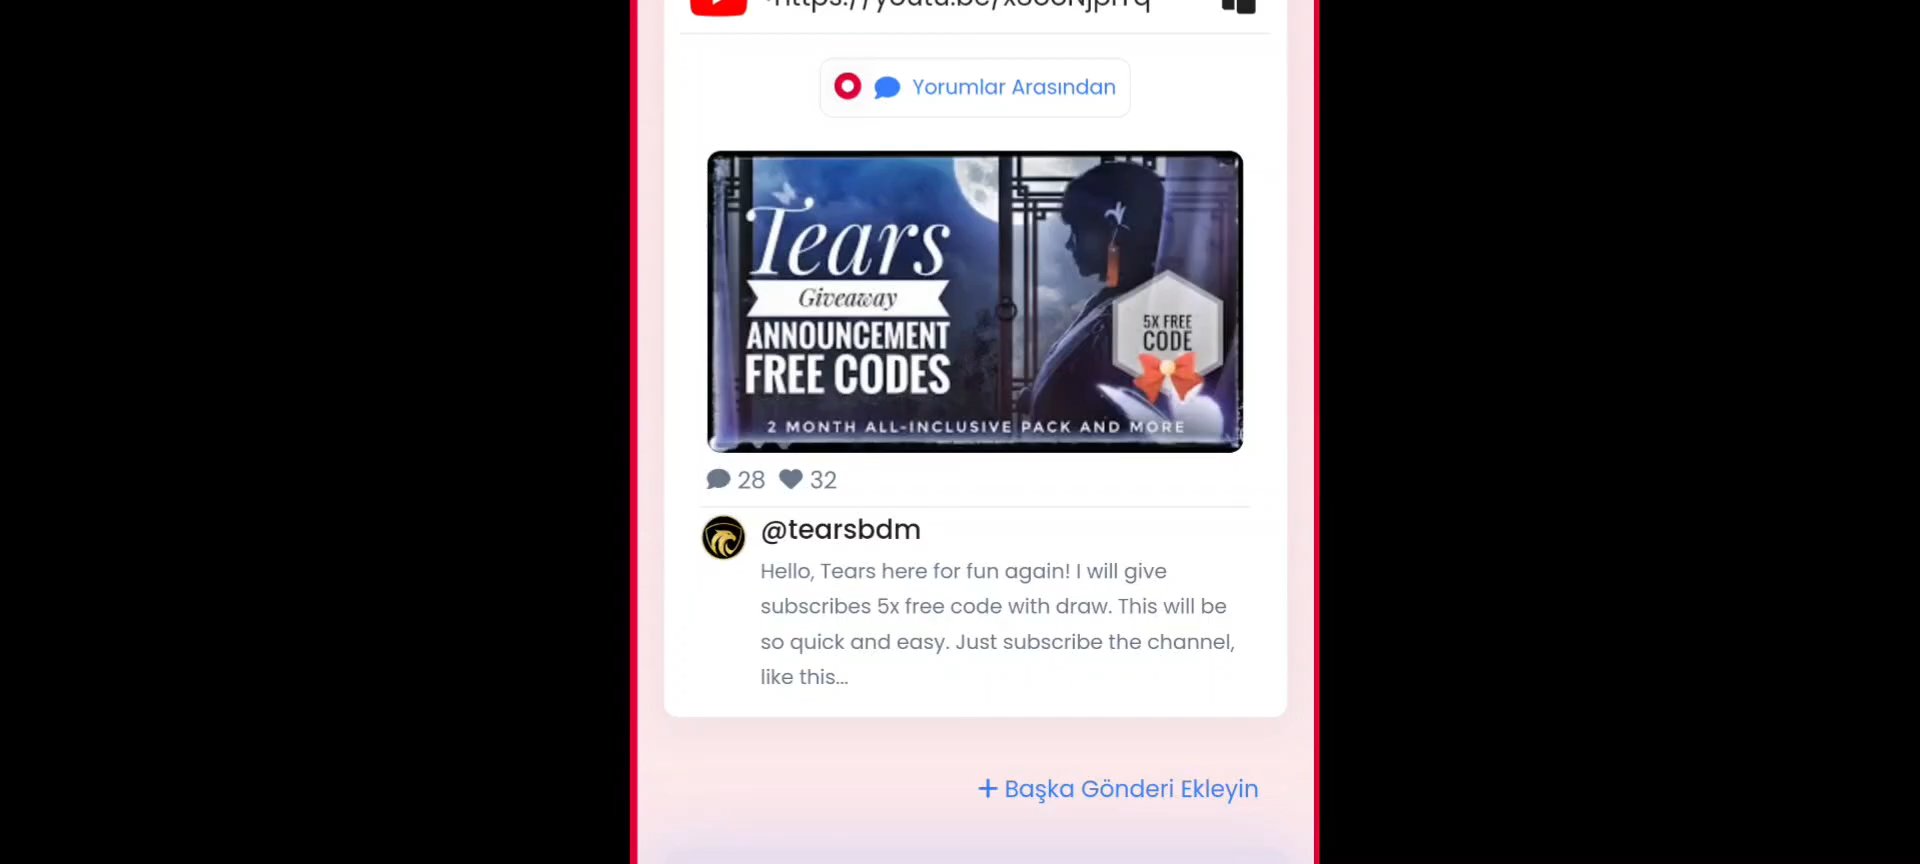 Yorumlar Arasından
Tears
Giveaway
ANNOUNCEMENT
FREE CODES
5X FREE
CODE
2 MONTH ALL-INCLUSIVE PACK AND MORE
28 32
@tearsbdm
Hello, Tears here for fun again! I will give
subscribes 5x free code with draw. This will be
so quick and easy. Just subscribe the channel,
like this...
+ Başka Gönderi Ekleyin